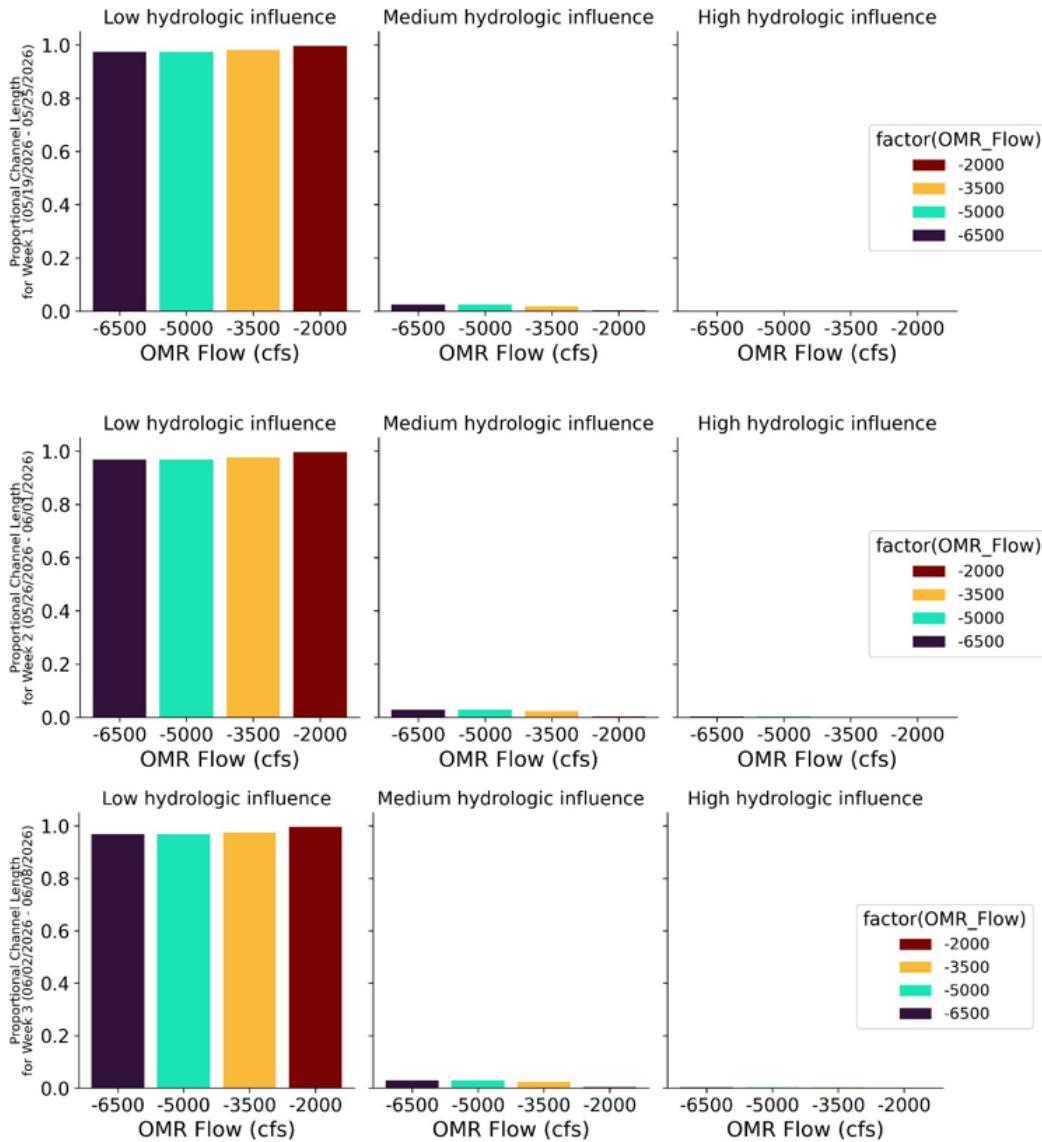 Low hydrologic influence
Medium hydrologic influence
High hydrologic influence
Proportional Channel Length
for Week 1 (05/19/2026 - 05/25/2026)
1.0
0.8
0.6
0.4
0.2
0.0
-6500 -5000 -3500 -2000
OMR Flow (cfs)
-6500 -5000 -3500 -2000
OMR Flow (cfs)
-6500 -5000 -3500 -2000
OMR Flow (cfs)
factor(OMR_Flow)
-2000
-3500
-5000
-6500
Low hydrologic influence
Medium hydrologic influence
High hydrologic influence
Proportional Channel Length
for Week 2 (05/26/2026 - 06/01/2026)
1.0
0.8
0.6
0.4
0.2
0.0
-6500 -5000 -3500 -2000
OMR Flow (cfs)
-6500 -5000 -3500 -2000
OMR Flow (cfs)
-6500 -5000 -3500 -2000
OMR Flow (cfs)
factor(OMR_Flow)
-2000
-3500
-5000
-6500
Low hydrologic influence
Medium hydrologic influence
High hydrologic influence
Proportional Channel Length
for Week 3 (06/02/2026 - 06/08/2026)
1.0
0.8
0.6
0.4
0.2
0.0
-6500 -5000 -3500 -2000
OMR Flow (cfs)
-6500 -5000 -3500 -2000
OMR Flow (cfs)
-6500 -5000 -3500 -2000
OMR Flow (cfs)
factor(OMR_Flow)
-2000
-3500
-5000
-6500